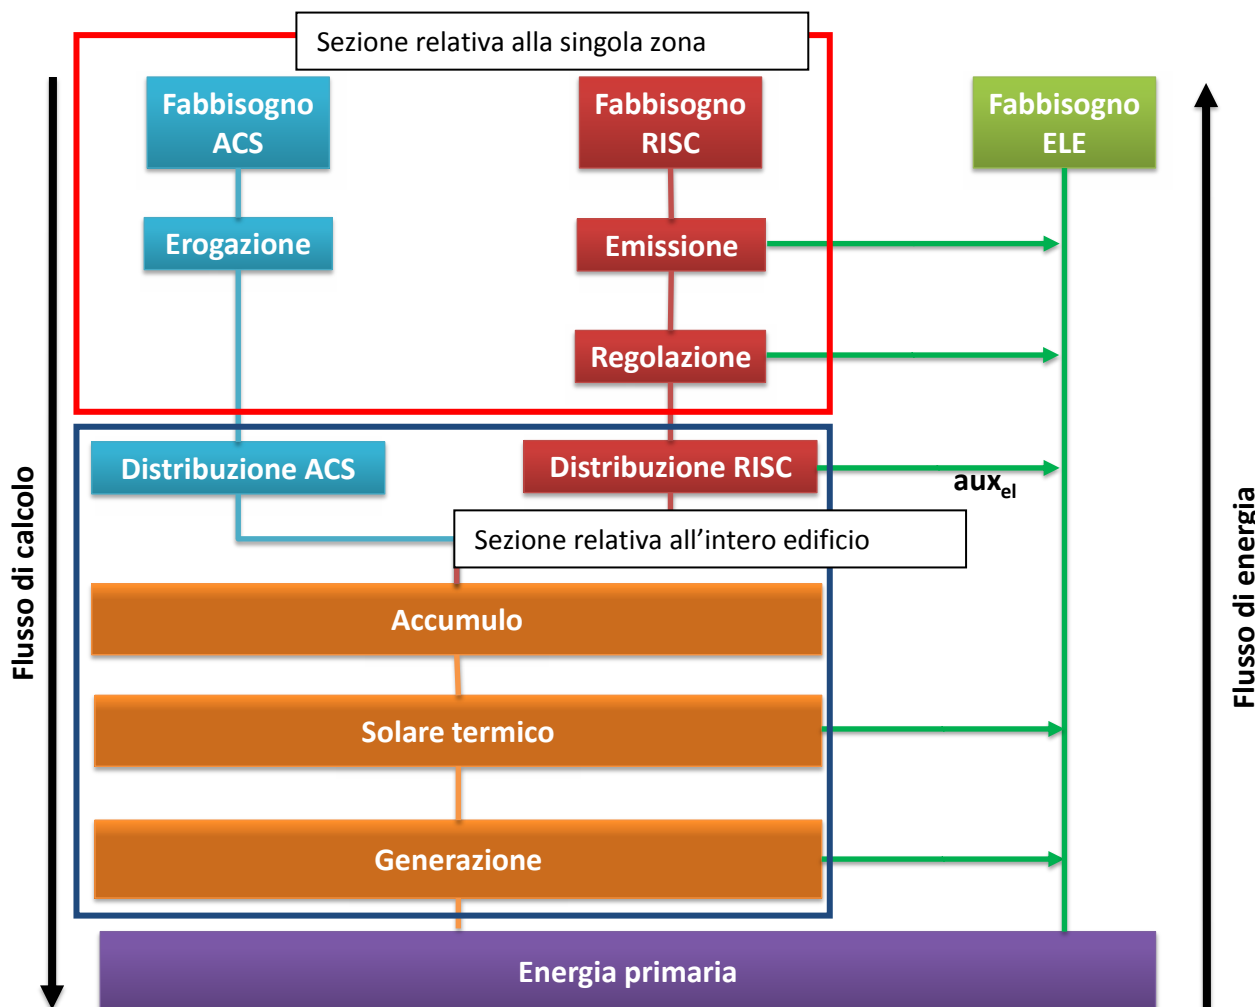 Sezione relativa alla singola zona
Fabbisogno
ACS
Fabbisogno
RISC
Fabbisogno
ELE
Erogazione
Emissione
Regolazione
Distribuzione ACS
Distribuzione RISC
aux_el
Sezione relativa all'intero edificio
Accumulo
Solare termico
Generazione
Energia primaria
Flusso di calcolo
Flusso di energia